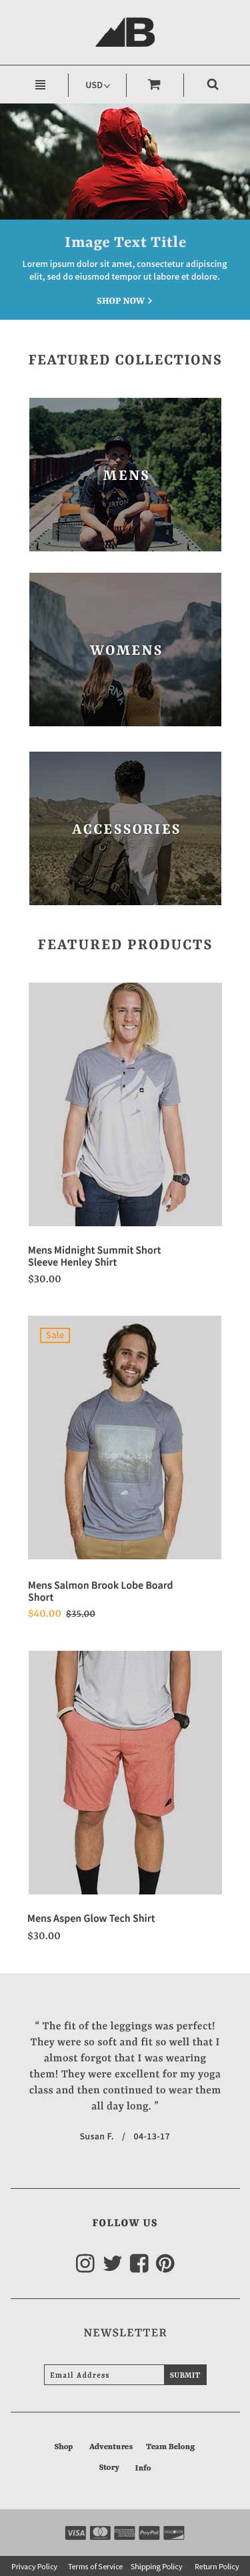 B
USD
Image Text Title
Lorem ipsum dolor sit amet, consectetur adipiscing
elit, sed do eiusmod tempor ut labore et dolore.
SHOP NOW >
FEATURED COLLECTIONS
MENS
WOMENS
ACCESSORIES
FEATURED PRODUCTS
Mens Midnight Summit Short
Sleeve Henley Shirt
$30.00
Sale
Mens Salmon Brook Lobe Board
Short
$40.00 $35.00
Mens Aspen Glow Tech Shirt
$30.00
“ The fit of the leggings was perfect!
They were so soft and fit so well that I
almost forgot that I was wearing
them! They were excellent for my yoga
class and then continued to wear them
all day long. ”
Susan F. / 04-13-17
FOLLOW US
NEWSLETTER
Email Address SUBMIT
Shop Adventures Team Belong
Story Info
VISA PayPal DISCOVER
Privacy Policy Terms of Service Shipping Policy Return Policy